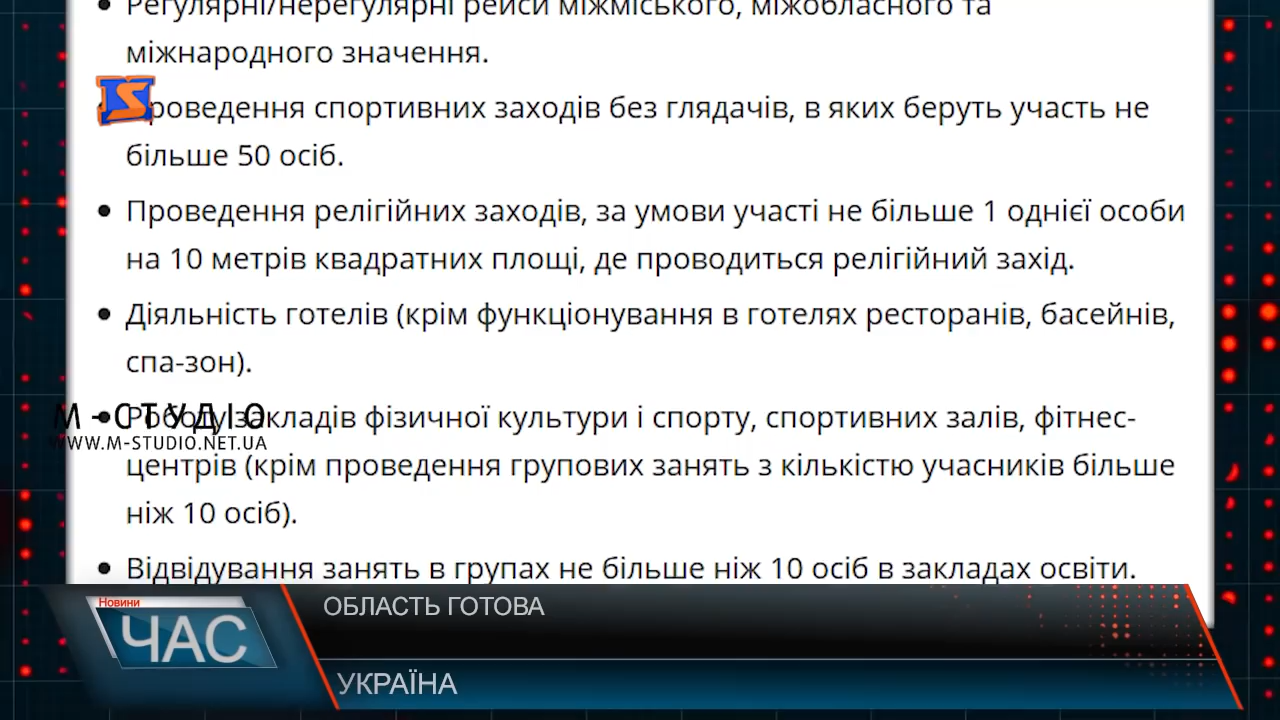 Регулярні/нерегулярні рейси міжміського, міжобласного та
міжнародного значення.
Проведення спортивних заходів без глядачів, в яких беруть участь не
більше 50 осіб.
Проведення релігійних заходів, за умови участі не більше 1 однієї особи
на 10 метрів квадратних площі, де проводиться релігійний захід.
Діяльність готелів (крім функціонування в готелях ресторанів, басейнів,
спа-зон).
Роботу закладів фізичної культури і спорту, спортивних залів, фітнес-
М-СТУДІО
WWW.M-STUDIO.NET.UA
центрів (крім проведення групових занять з кількістю учасників більше
ніж 10 осіб).
Відвідування занять в групах не більше ніж 10 осіб в закладах освіти.
Новини
ЧАС
ОБЛАСТЬ ГОТОВА
УКРАЇНА